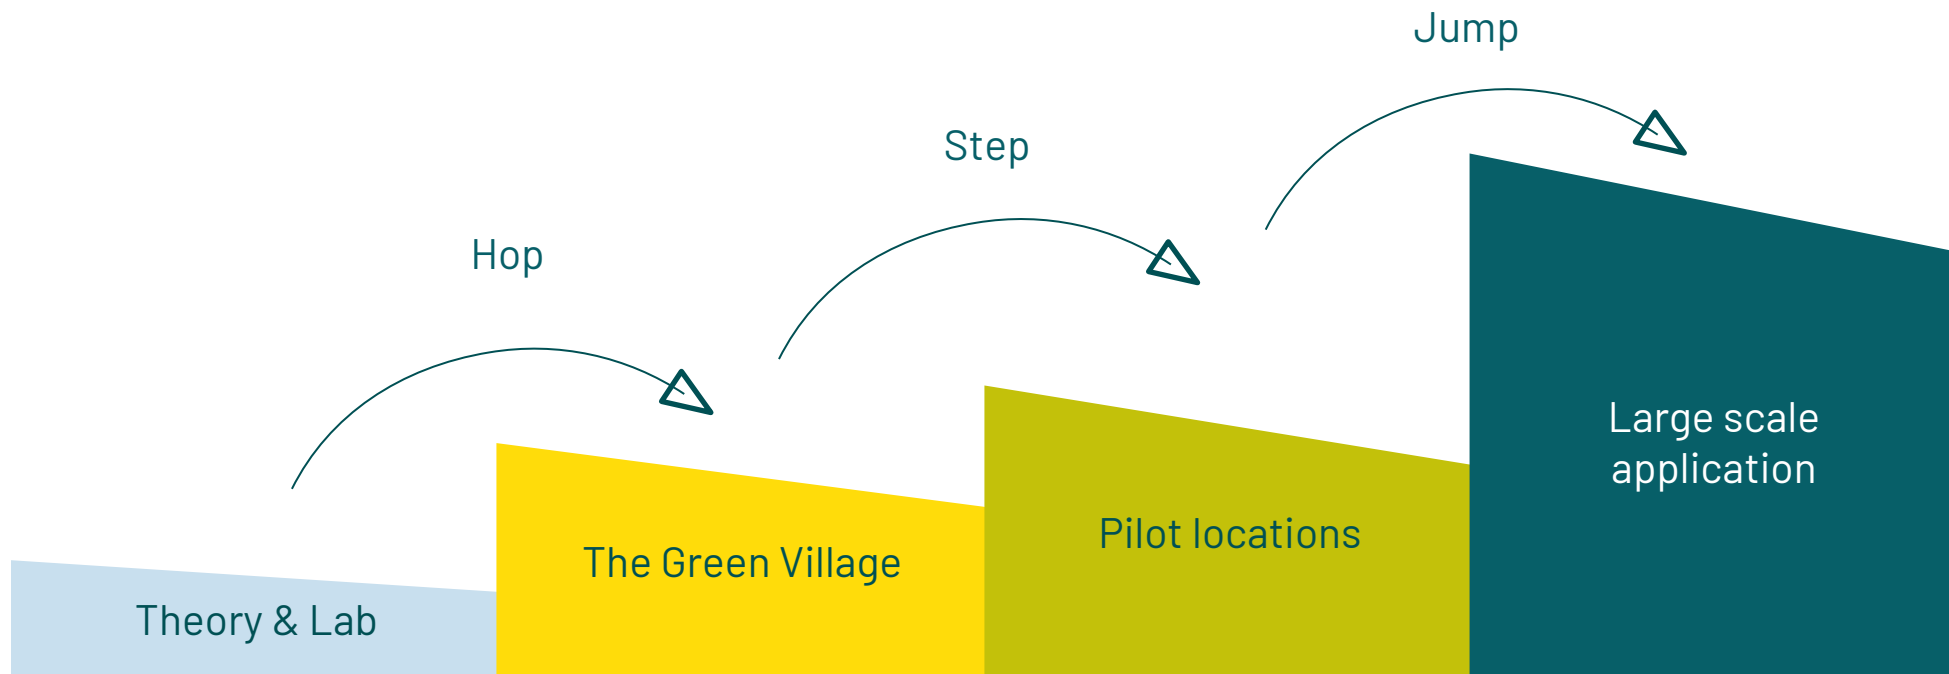 Jump
Step
Hop
Large scale
application
Pilot locations
The Green Village
Theory & Lab